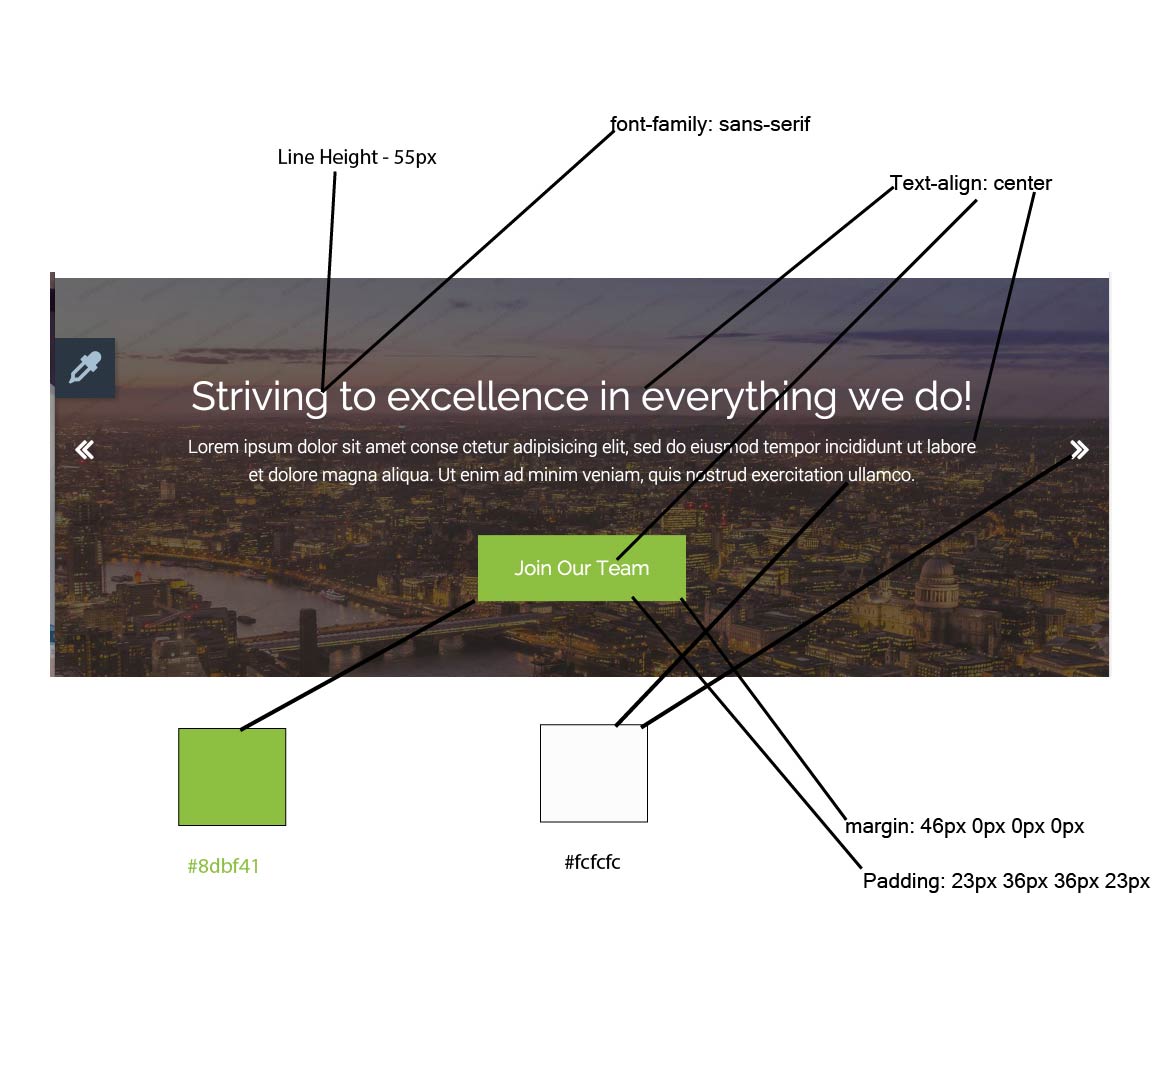 font-family: sans-serif
Line Height - 55px
Text-align: center
Striving to excellence in everything we do!
Lorem ipsum dolor sit amet conse ctetur adipisicing elit, sed do eiusmod tempor incididunt ut labore
et dolore magna aliqua. Ut enim ad minim veniam, quis nostrud exercitation ullamco.
Join Our Team
margin: 46px 0px 0px 0px
#8dbf41
#fcfcfc
Padding: 23px 36px 36px 23px